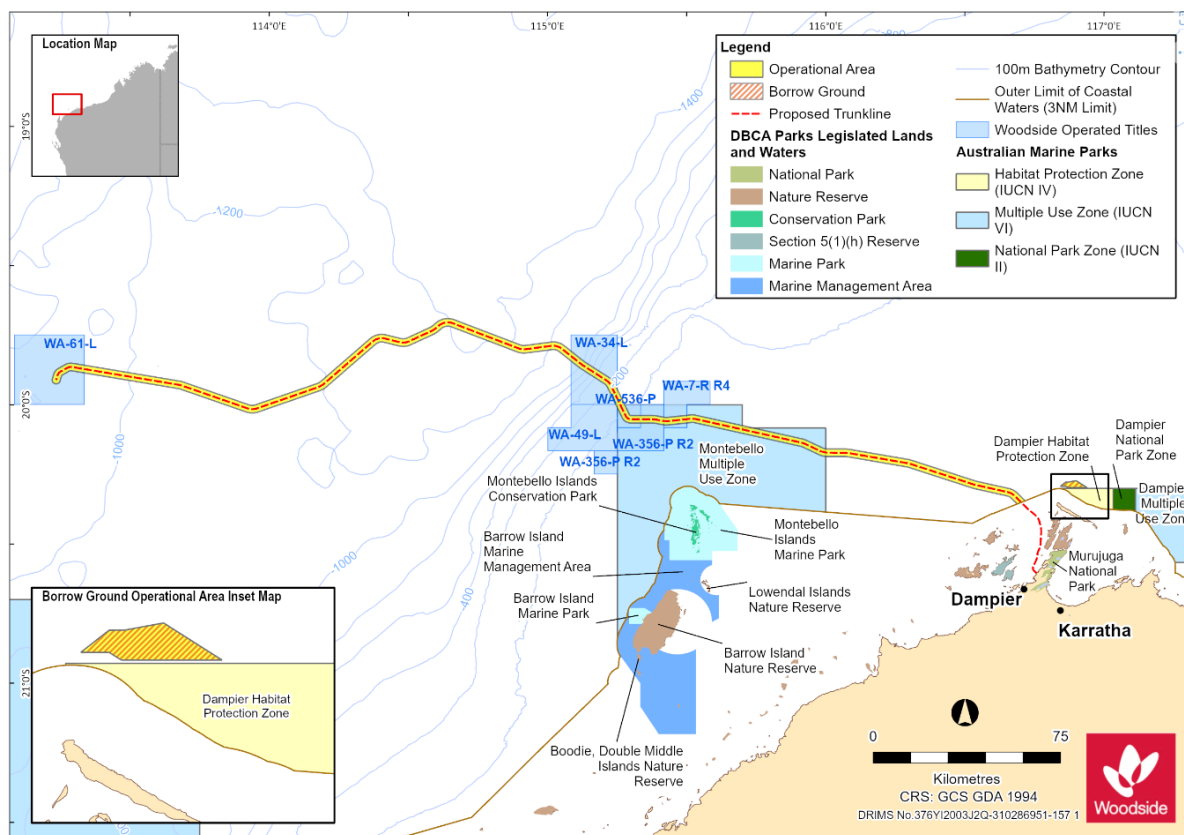 114°0'E
115°0'E
116°0'E
117°0'E
Location Map
19°0'S
20°0'S
21°0'S
Legend
Operational Area
Borrow Ground
Proposed Trunkline
DBCA Parks Legislated Lands
and Waters
National Park
Nature Reserve
Conservation Park
Section 5(1)(h) Reserve
Marine Park
Marine Management Area
100m Bathymetry Contour
Outer Limit of Coastal
Waters (3NM Limit)
Woodside Operated Titles
Australian Marine Parks
Habitat Protection Zone
(IUCN IV)
Multiple Use Zone (IUCN
VI)
National Park Zone (IUCN
II)
-1400
-800
-1200
-200
-1000
-1000
-400
WA-61-L
WA-34-L
WA-7-R R4
WA-536-P
WA-49-L
WA-356-P R2
WA-356-P R2
Montebello
Multiple
Use Zone
Dampier Habitat
Protection Zone
Dampier
National
Park Zone
Dampier
Multiple
Use Zone
Montebello Islands
Conservation Park
Montebello
Islands
Marine Park
Barrow Island
Marine
Management Area
Barrow Island
Marine Park
Lowendal Islands
Nature Reserve
Barrow Island
Nature Reserve
Boodie, Double Middle
Islands Nature
Reserve
Murujuga
National
Park
Dampier
Karratha
Borrow Ground Operational Area Inset Map
Dampier Habitat
Protection Zone
0 75
Kilometres
CRS: GCS GDA 1994
DRIMS No.376YI2003J2Q-310286951-157 1
Woodside